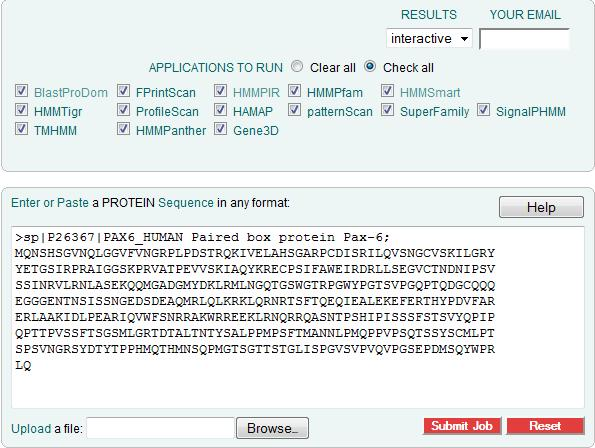 RESULTS YOUR EMAIL
interactive
APPLICATIONS TO RUN Clear all Check all
BlastProDom FPrintScan HMMPIR HMMPfam HMMSmart
HMMTigr ProfileScan HAMAP patternScan SuperFamily SignalPHMM
TMHMM HMMPanther Gene3D
Enter or Paste a PROTEIN Sequence in any format: Help
>sp|P26367|PAX6_HUMAN Paired box protein Pax-6;
MQNSHSGVNQLGGVFVNGRPLPDSTRQKIVELAHSGARPCDISRILQVSNGCVSKILGRY
YETGSIRPRAIGGSKPRVATPEVVSKIAQYKRECPSIFAWEIRDRLLSEGVCTNDNIPSV
SSINRVLRNLASEKQQMGADGMYDKLRMLNGQTGSWGTRPGWYPGTSVPGQPTQDGCQQQ
EGGGENTNSISSNGEDSDEAQMRLQLKRKLQRNRTSFTQEQIEALEKEFERTHYPDVFAR
ERLAAKIDLPEARIQVWFSNRRAKWRREEKLRNQRRQASNTPSHIPISSSFSTSVYQPIP
QPTTPVSSFTSGSMLGRTDTALTNTYSALPPMPSFTMANNLPMQPPVPSQTSSYSCMLPT
SPSVNGRSYDTYTPPHMQTHMNSQPMGTSGTTSTGLISPGVSVPVQVPGSEPDMSQYWPR
LQ
Upload a file: Browse... Submit Job Reset